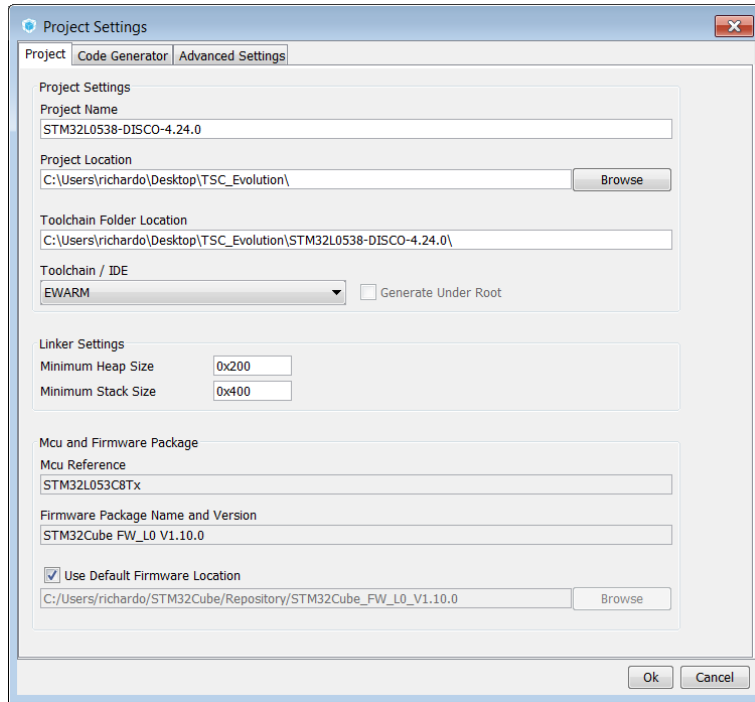 Project Settings
Project Code Generator Advanced Settings
Project Settings
Project Name
STM32L0538-DISCO-4.24.0
Project Location
C:\Users\richardo\Desktop\TSC_Evolution\ Browse
Toolchain Folder Location
C:\Users\richardo\Desktop\TSC_Evolution\STM32L0538-DISCO-4.24.0\
Toolchain / IDE
EWARM Generate Under Root
Linker Settings
Minimum Heap Size 0x200
Minimum Stack Size 0x400
Mcu and Firmware Package
Mcu Reference
STM32L053C8Tx
Firmware Package Name and Version
STM32Cube FW_L0 V1.10.0
Use Default Firmware Location
C:/Users/richardo/STM32Cube/Repository/STM32Cube_FW_L0_V1.10.0 Browse
Ok Cancel